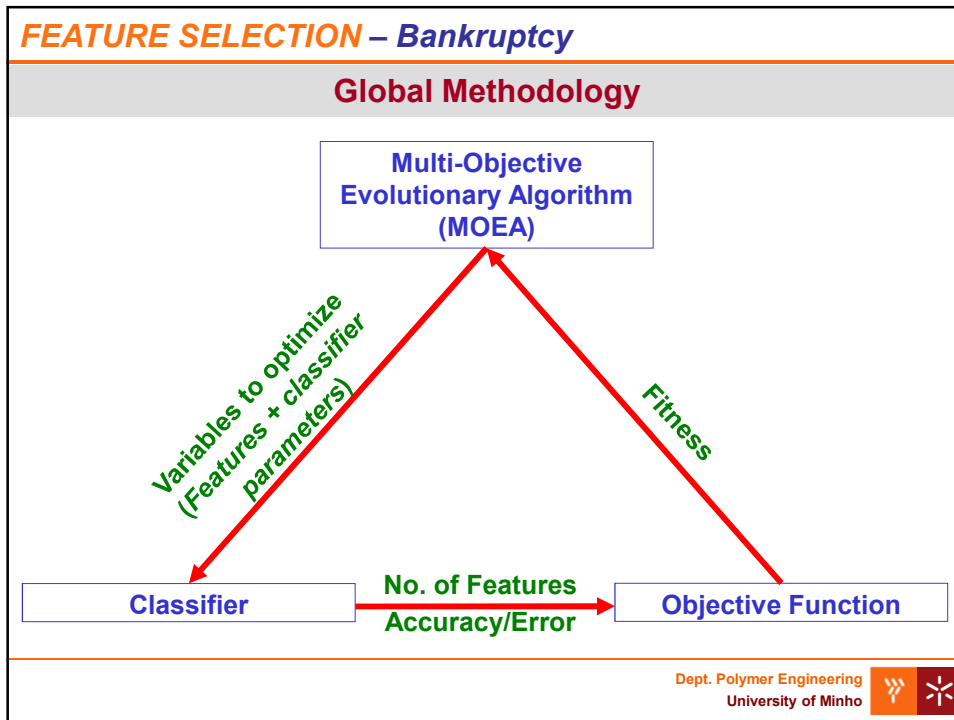 FEATURE SELECTION – Bankruptcy
Global Methodology
Multi-Objective
Evolutionary Algorithm
(MOEA)
Variables to optimize
(Features + classifier
parameters)
Fitness
Classifier
No. of Features
Accuracy/Error
Objective Function
Dept. Polymer Engineering
University of Minho